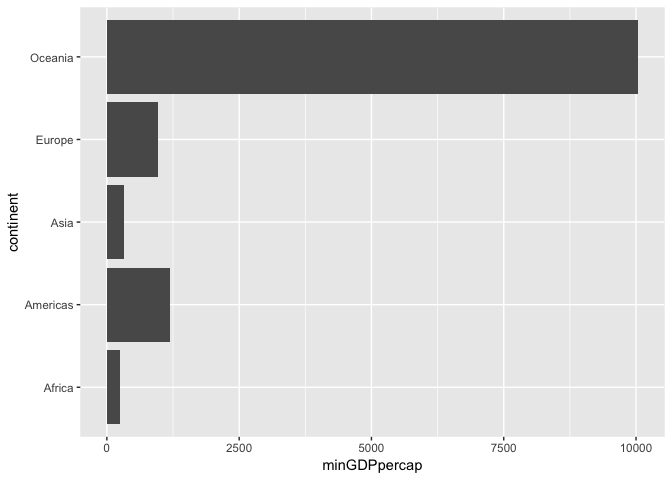 Oceania
Europe
Asia
Americas
Africa
continent
0 2500 5000 7500 10000
minGDPpercap